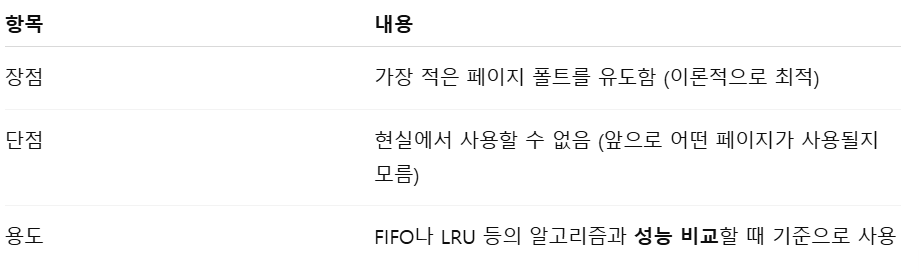 항목 내용
장점 가장 적은 페이지 폴트를 유도함 (이론적으로 최적)
단점 현실에서 사용할 수 없음 (앞으로 어떤 페이지가 사용될지
모름)
용도 FIFO나 LRU 등의 알고리즘과 성능 비교할 때 기준으로 사용